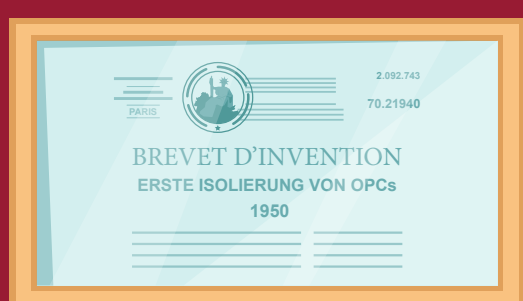 2.092.743
70.21940
PARIS
BREVET D'INVENTION
ERSTE ISOLIERUNG VON OPCs
1950